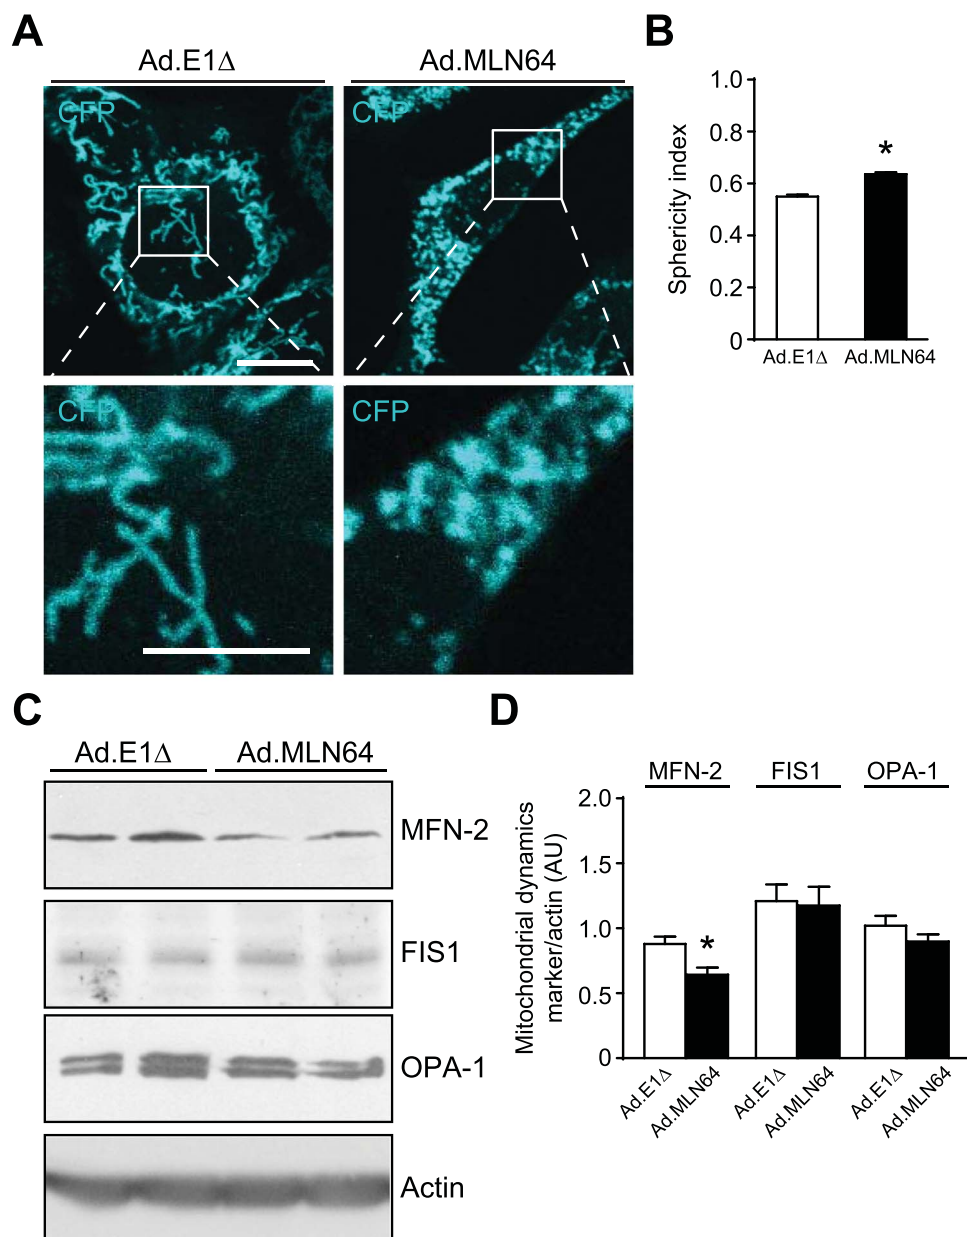 A
Ad.E1Δ
Ad.MLN64
CFP
CFP
CFP
CFP
B
Sphericity index
1.0
0.8
0.6
0.4
0.2
0
*
Ad.E1Δ
Ad.MLN64
C
Ad.E1Δ
Ad.MLN64
MFN-2
FIS1
OPA-1
Actin
D
MFN-2
FIS1
OPA-1
Mitochondrial dynamics
marker/actin (AU)
2.0
1.5
1.0
0.5
0
*
Ad.E1Δ
Ad.MLN64
Ad.E1Δ
Ad.MLN64
Ad.E1Δ
Ad.MLN64